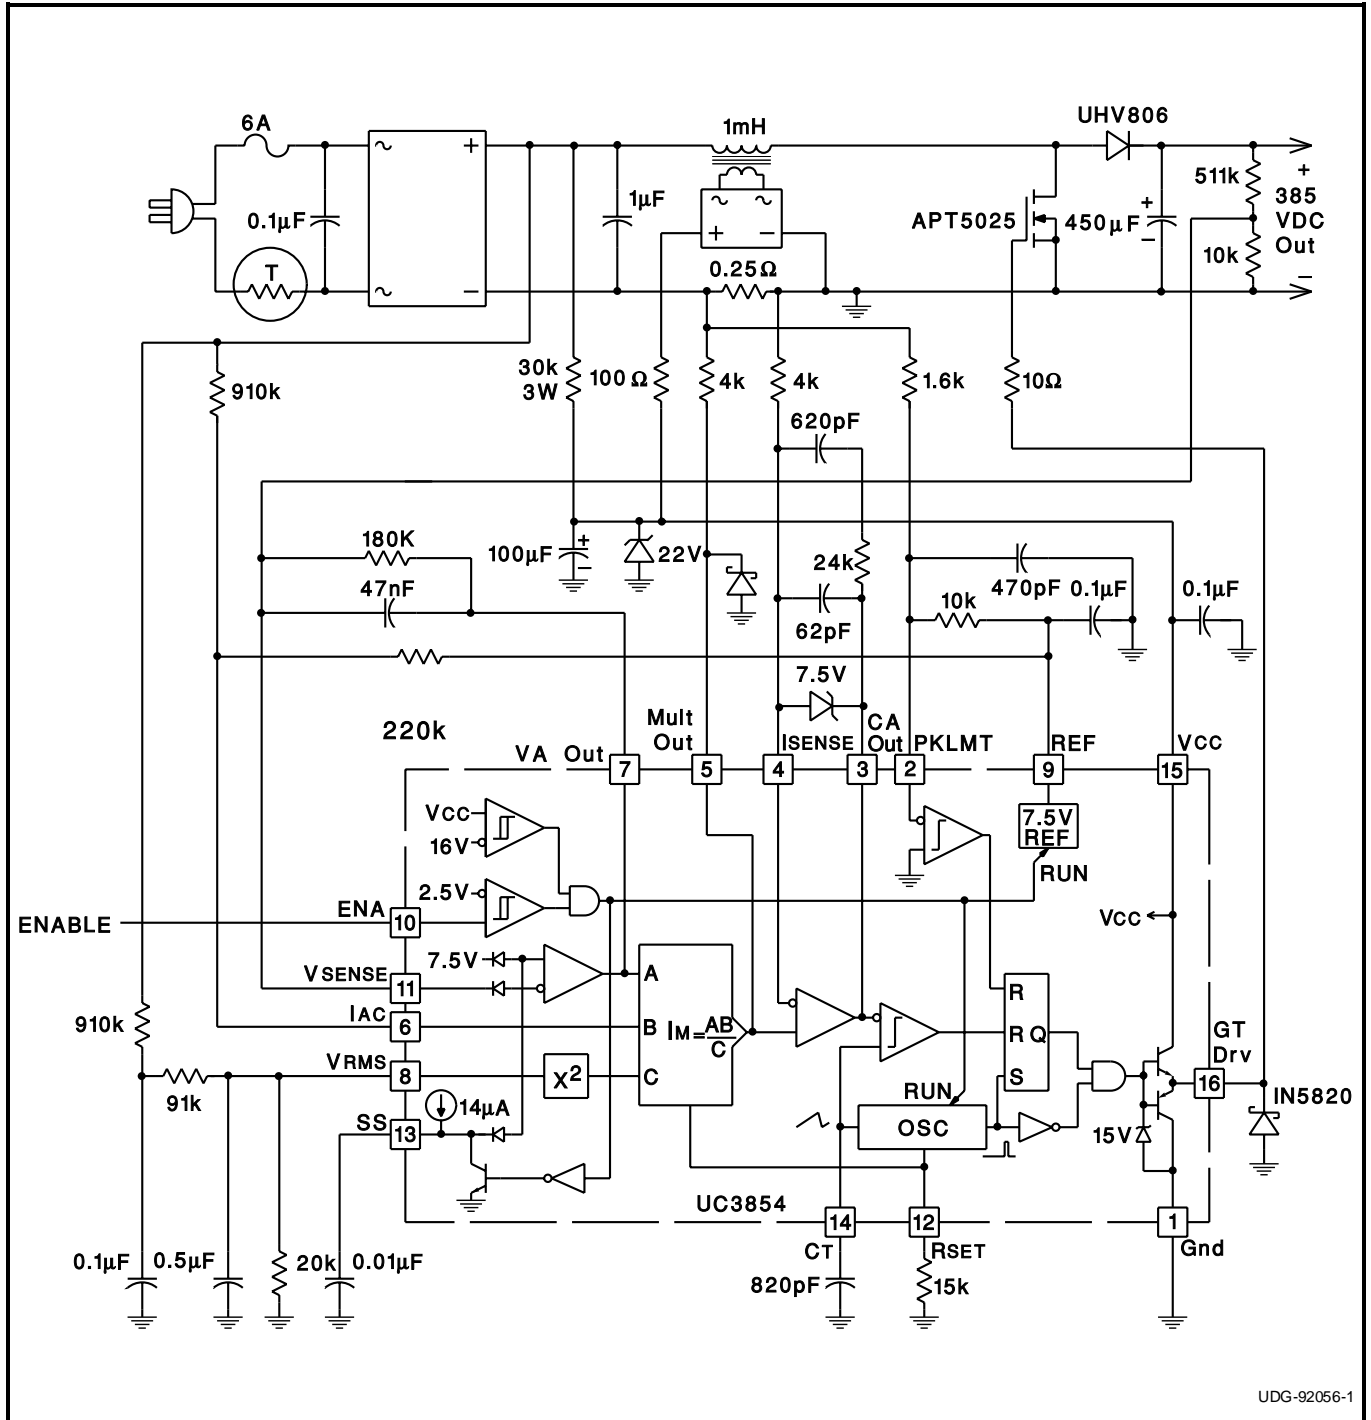 6A
1mH
UHV806
~
+
0.1µF
1µF
~ ~
+ −
APT5025
450µF
+
−
511k
+
385
VDC
Out
10k
−
T
~
−
0.25Ω
910k
30k
3W
100 Ω
4k
4k
1.6k
10Ω
620pF
180K
100µF
+
−
22V
24k
470pF
0.1µF
0.1µF
47nF
62pF
10k
7.5V
220k
VA Out
Mult
Out
ISENSE
CA
Out
PKLMT
REF
VCC
7
5
4
3
2
9
15
VCC
16V
7.5V
REF
RUN
2.5V
ENABLE
ENA
10
VCC
7.5V
VSENSE
11
A
IAC
6
B
IM=AB/C
R
R Q
S
910k
GT
Drv
16
VRMS
8
X²
C
91k
RUN
IN5820
SS
13
14µA
OSC
15V
UC3854
14
12
1
CT
RSET
Gnd
0.1µF
0.5µF
20k
0.01µF
820pF
15k
UDG-92056-1